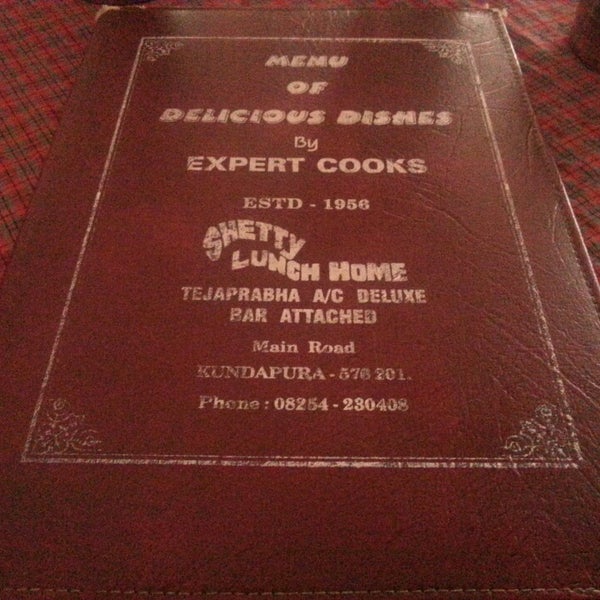 MENU
OF
DELICIOUS DISHES
By
EXPERT COOKS
ESTD - 1956
SHETTY
LUNCH HOME
TEJAPRABHA A/C DELUXE
BAR ATTACHED
Main Road
KUNDAPURA - 576 201.
Phone : 08254 - 230408